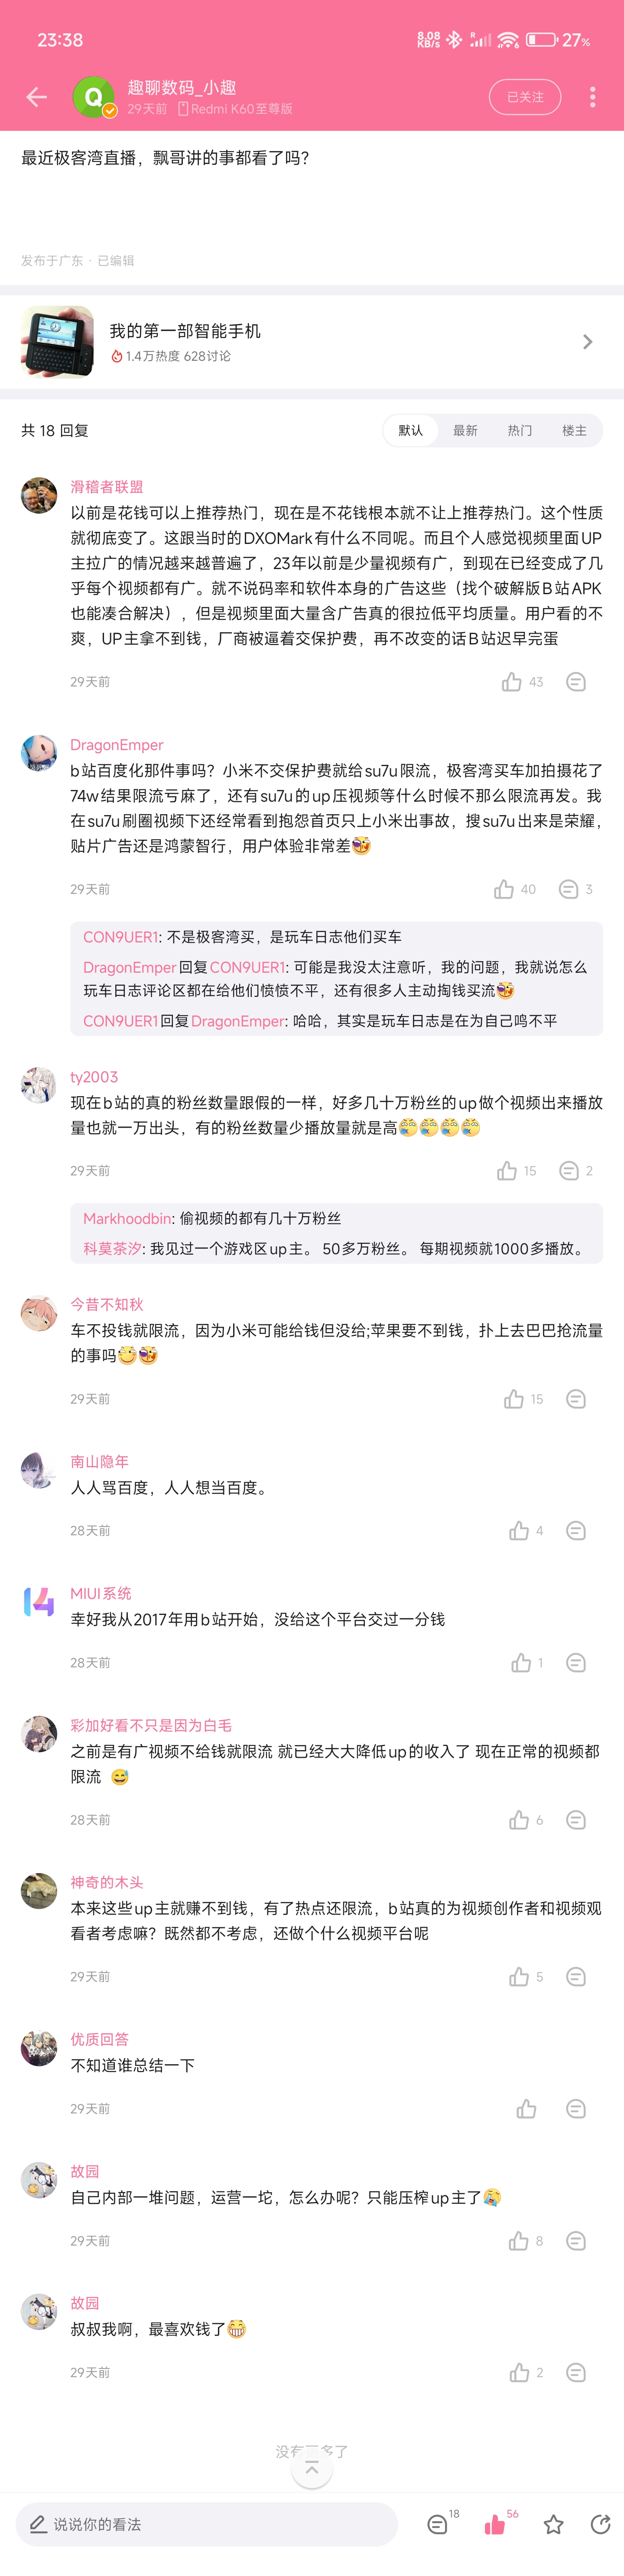 23:38
8.08 KB/s
R
6
27%
趣聊数码_小趣
29天前 Redmi K60至尊版
已关注
最近极客湾直播，飘哥讲的事都看了吗？
发布于广东 · 已编辑
我的第一部智能手机
1.4万热度 628讨论
共 18 回复
默认 最新 热门 楼主
滑稽者联盟
以前是花钱可以上推荐热门，现在是不花钱根本就不让上推荐热门。这个性质
就彻底变了。这跟当时的DXOMark有什么不同呢。而且个人感觉视频里面UP
主拉广的情况越来越普遍了，23年以前是少量视频有广，到现在已经变成了几
乎每个视频都有广。就不说码率和软件本身的广告这些（找个破解版B站APK
也能凑合解决），但是视频里面大量含广告真的很拉低平均质量。用户看的不
爽，UP主拿不到钱，厂商被逼着交保护费，再不改变的话B站迟早完蛋
29天前 43
DragonEmper
b站百度化那件事吗？小米不交保护费就给su7u限流，极客湾买车加拍摄花了
74w结果限流亏麻了，还有su7u的up压视频等什么时候不那么限流再发。我
在su7u刷圈视频下还经常看到抱怨首页只上小米出事故，搜su7u出来是荣耀，
贴片广告还是鸿蒙智行，用户体验非常差
29天前 40 3
CON9UER1: 不是极客湾买，是玩车日志他们买车
DragonEmper回复CON9UER1: 可能是我没太注意听，我的问题，我就说怎么
玩车日志评论区都在给他们愤愤不平，还有很多人主动掏钱买流
CON9UER1回复DragonEmper: 哈哈，其实是玩车日志是在为自己鸣不平
ty2003
现在b站的真的粉丝数量跟假的一样，好多几十万粉丝的up做个视频出来播放
量也就一万出头，有的粉丝数量少播放量就是高
29天前 15 2
Markhoodbin: 偷视频的都有几十万粉丝
科莫茶汐: 我见过一个游戏区up主。 50多万粉丝。 每期视频就1000多播放。
今昔不知秋
车不投钱就限流，因为小米可能给钱但没给;苹果要不到钱，扑上去巴巴抢流量
的事吗
29天前 15
南山隐年
人人骂百度，人人想当百度。
28天前 4
MIUI系统
幸好我从2017年用b站开始，没给这个平台交过一分钱
28天前 1
彩加好看不只是因为白毛
之前是有广视频不给钱就限流 就已经大大降低up的收入了 现在正常的视频都
限流
28天前 6
神奇的木头
本来这些up主就赚不到钱，有了热点还限流，b站真的为视频创作者和视频观
看者考虑嘛？既然都不考虑，还做个什么视频平台呢
29天前 5
优质回答
不知道谁总结一下
29天前
故园
自己内部一堆问题，运营一坨，怎么办呢？只能压榨up主了
29天前 8
故园
叔叔我啊，最喜欢钱了
29天前 2
没有更多了
说说你的看法
18
56